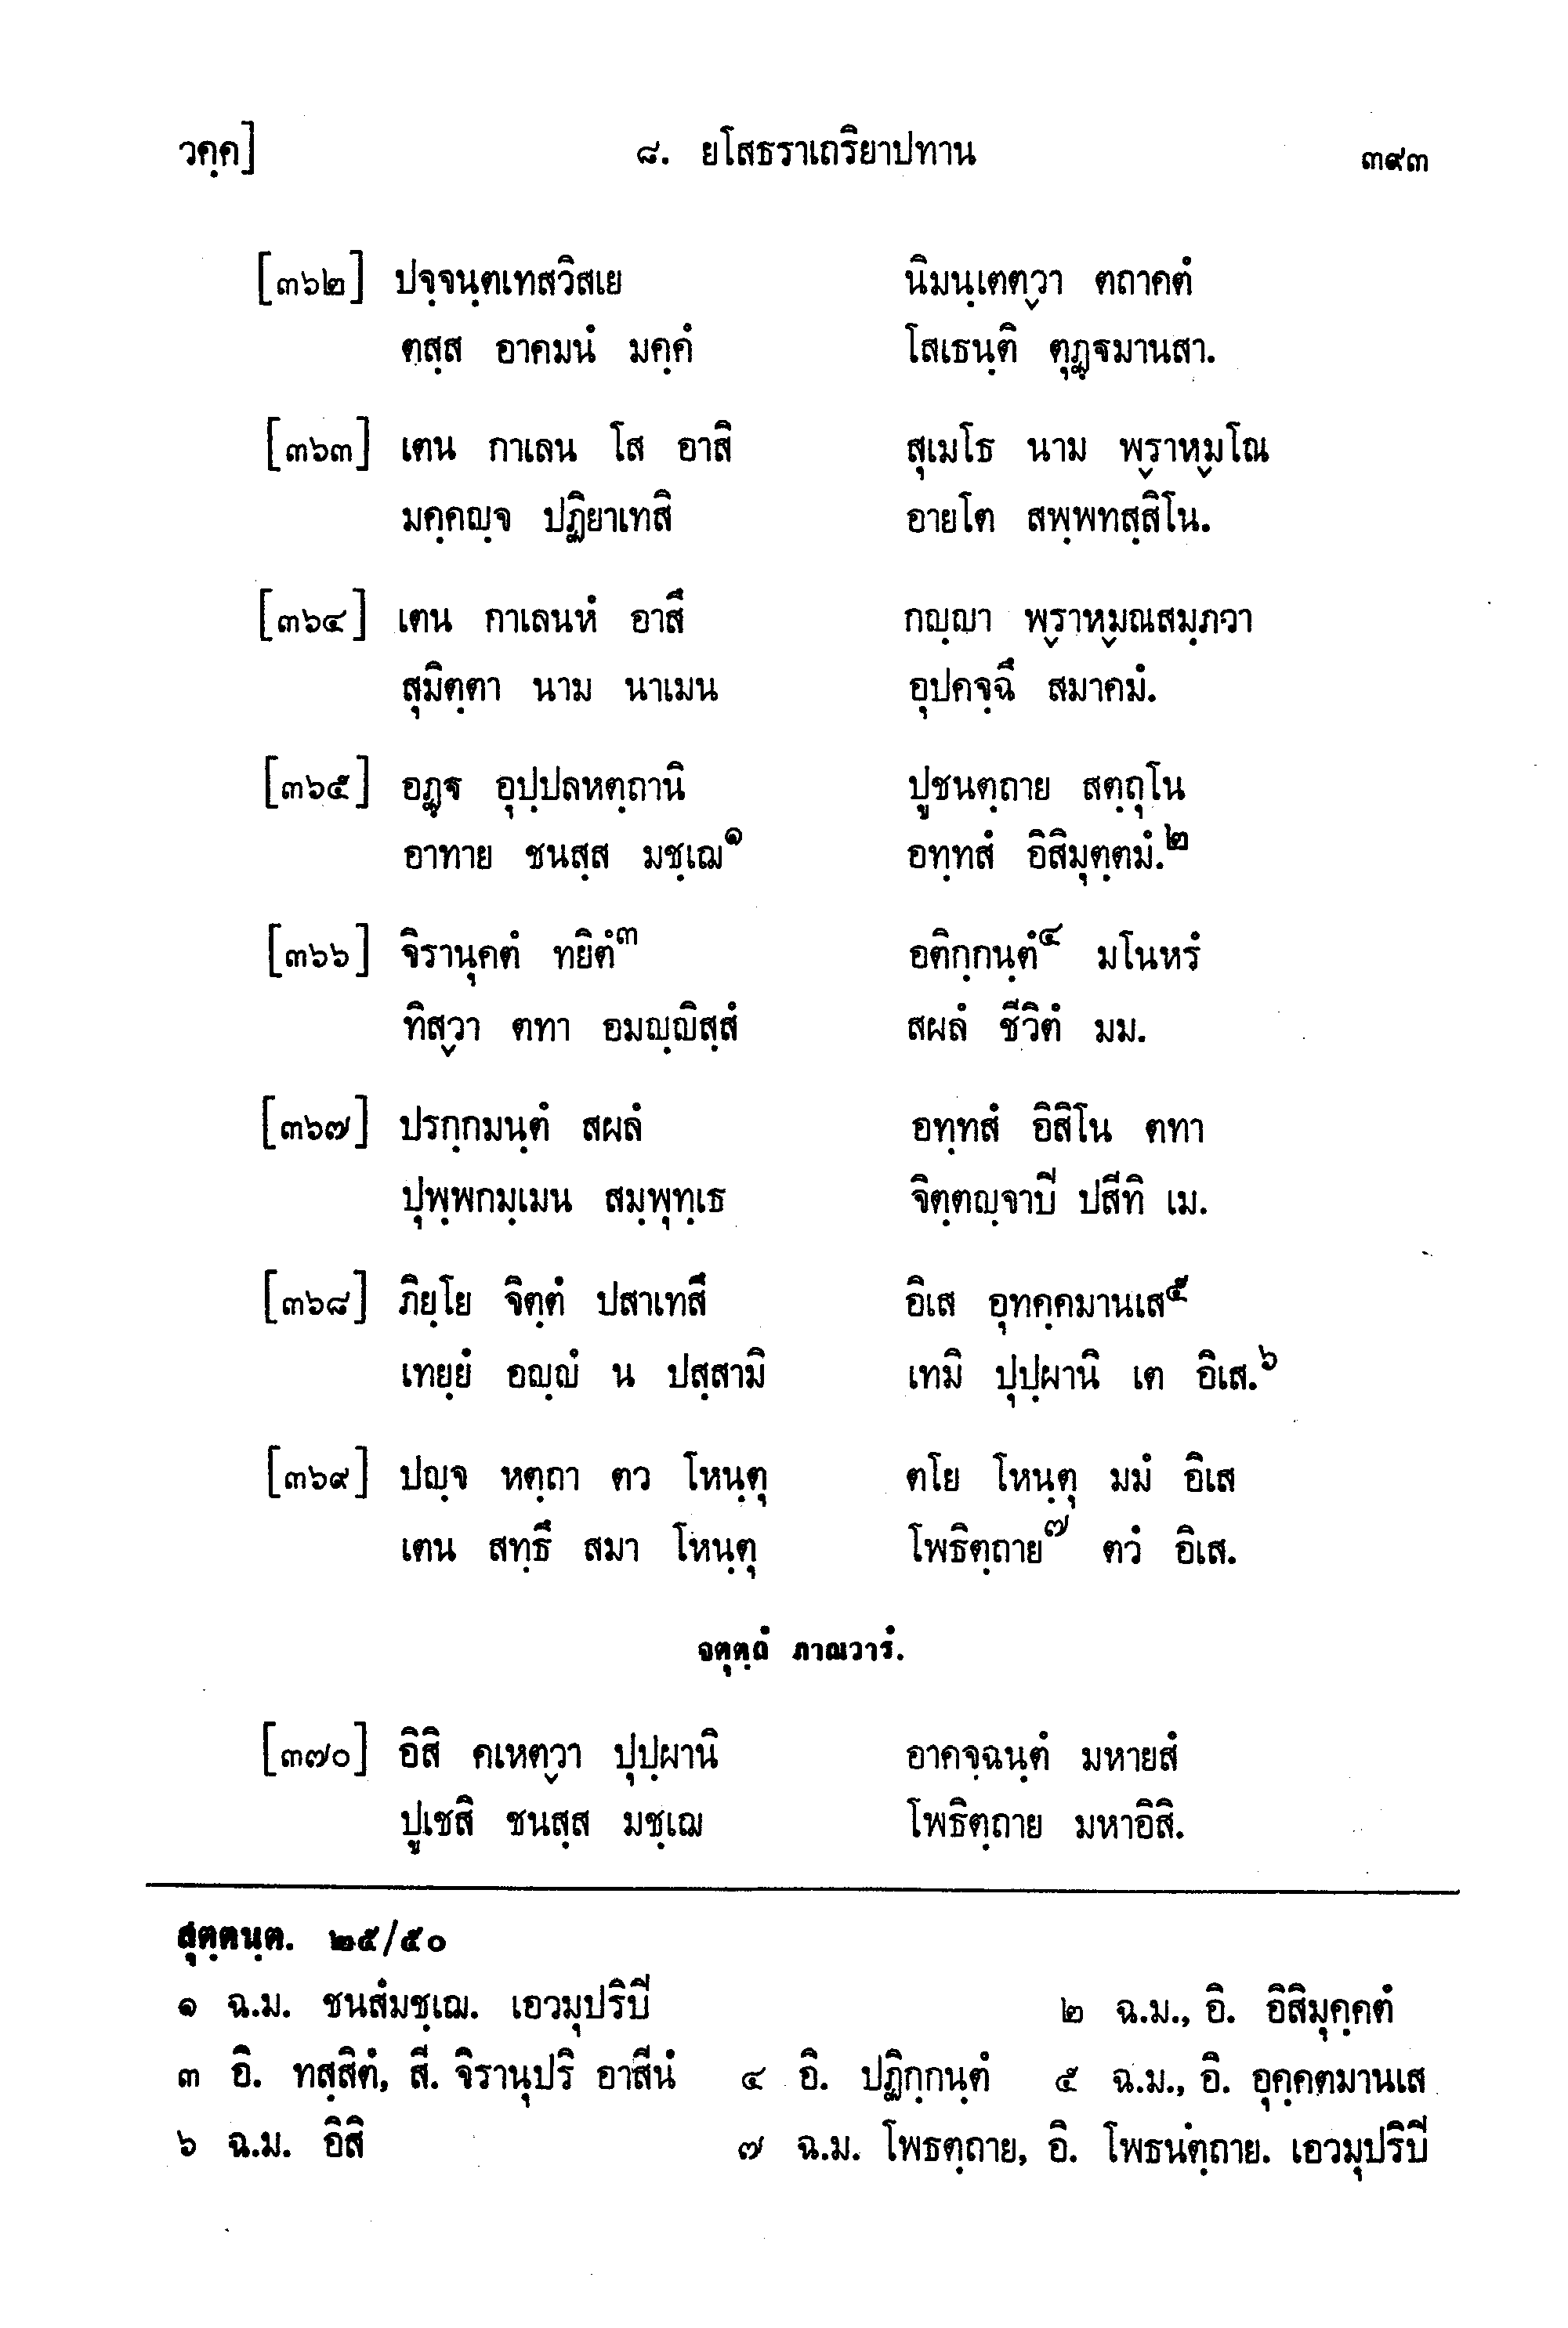 วคฺค] ๘. ยโสธราเถริยาปทาน ๓๙๓
[๓๖๒] ปจฺจนฺตเทสวิสเย นิมนฺเตตฺวา ตถาคตํ
ตสฺส อาคมนํ มคฺคํ โสเธนฺติ ตุฏฺฐมานสา.
[๓๖๓] เตน กาเลน โส อาสิ สุเมโธ นาม พฺราหฺมโณ
มคฺคญฺจ ปฏิยาเทสิ อายโต สพฺพทสฺสิโน.
[๓๖๔] เตน กาเลนหํ อาสึ กญฺญา พฺราหฺมณสมฺภวา
สุมิตฺตา นาม นาเมน อุปคจฺฉึ สมาคมํ.
[๓๖๕] อฏฺฐ อุปฺปลหตฺถานิ ปูชนตฺถาย สตฺถุโน
อาทาย ชนสฺส มชฺเฌ๑ อทฺทสํ อิสิมุตฺตมํ.๒
[๓๖๖] จิรานุคตํ ทยิตํ๓ อติกฺกนฺตํ๔ มโนหรํ
ทิสฺวา ตทา อมญฺญิสฺสํ สผลํ ชีวิตํ มม.
[๓๖๗] ปรกฺกมนฺตํ สผลํ อทฺทสํ อิสิโน ตทา
ปุพฺพกมฺเมน สมฺพุทฺเธ จิตฺตญฺจาปิ ปสีทิ เม.
[๓๖๘] ภิยฺโย จิตฺตํ ปสาเทสึ อิเส อุทคฺคมานเส๕
เทยฺยํ อญฺญํ น ปสฺสามิ เทมิ ปุปฺผานิ เต อิเส.๖
[๓๖๙] ปญฺจ หตฺถา ตว โหนฺตุ ตโย โหนฺตุ มมํ อิเส
เตน สทฺธึ สมา โหนฺตุ โพธิตฺถาย๗ ตวํ อิเส.
จตุตฺถํ ภาณวารํ.
[๓๗๐] อิสิ คเหตฺวา ปุปฺผานิ อาคจฺฉนฺตํ มหายสํ
ปูเชสิ ชนสฺส มชฺเฌ โพธิตฺถาย มหาอิสิ.
สุตฺตนฺต. ๒๕/๕๐
๑ ฉ.ม. ชนสํมชฺเฌ. เอวมุปริปิ ๒ ฉ.ม., อิ. อิสิมุคฺคตํ
๓ อิ. ทสฺสิตํ, สี. จิรานุปริ อาสีนํ ๔ อิ. ปฏิกฺกนฺตํ ๕ ฉ.ม., อิ. อุคฺคตมานเส
๖ ฉ.ม. อิสิ ๗ ฉ.ม. โพธตฺถาย, อิ. โพธนํตฺถาย. เอวมุปริปิ